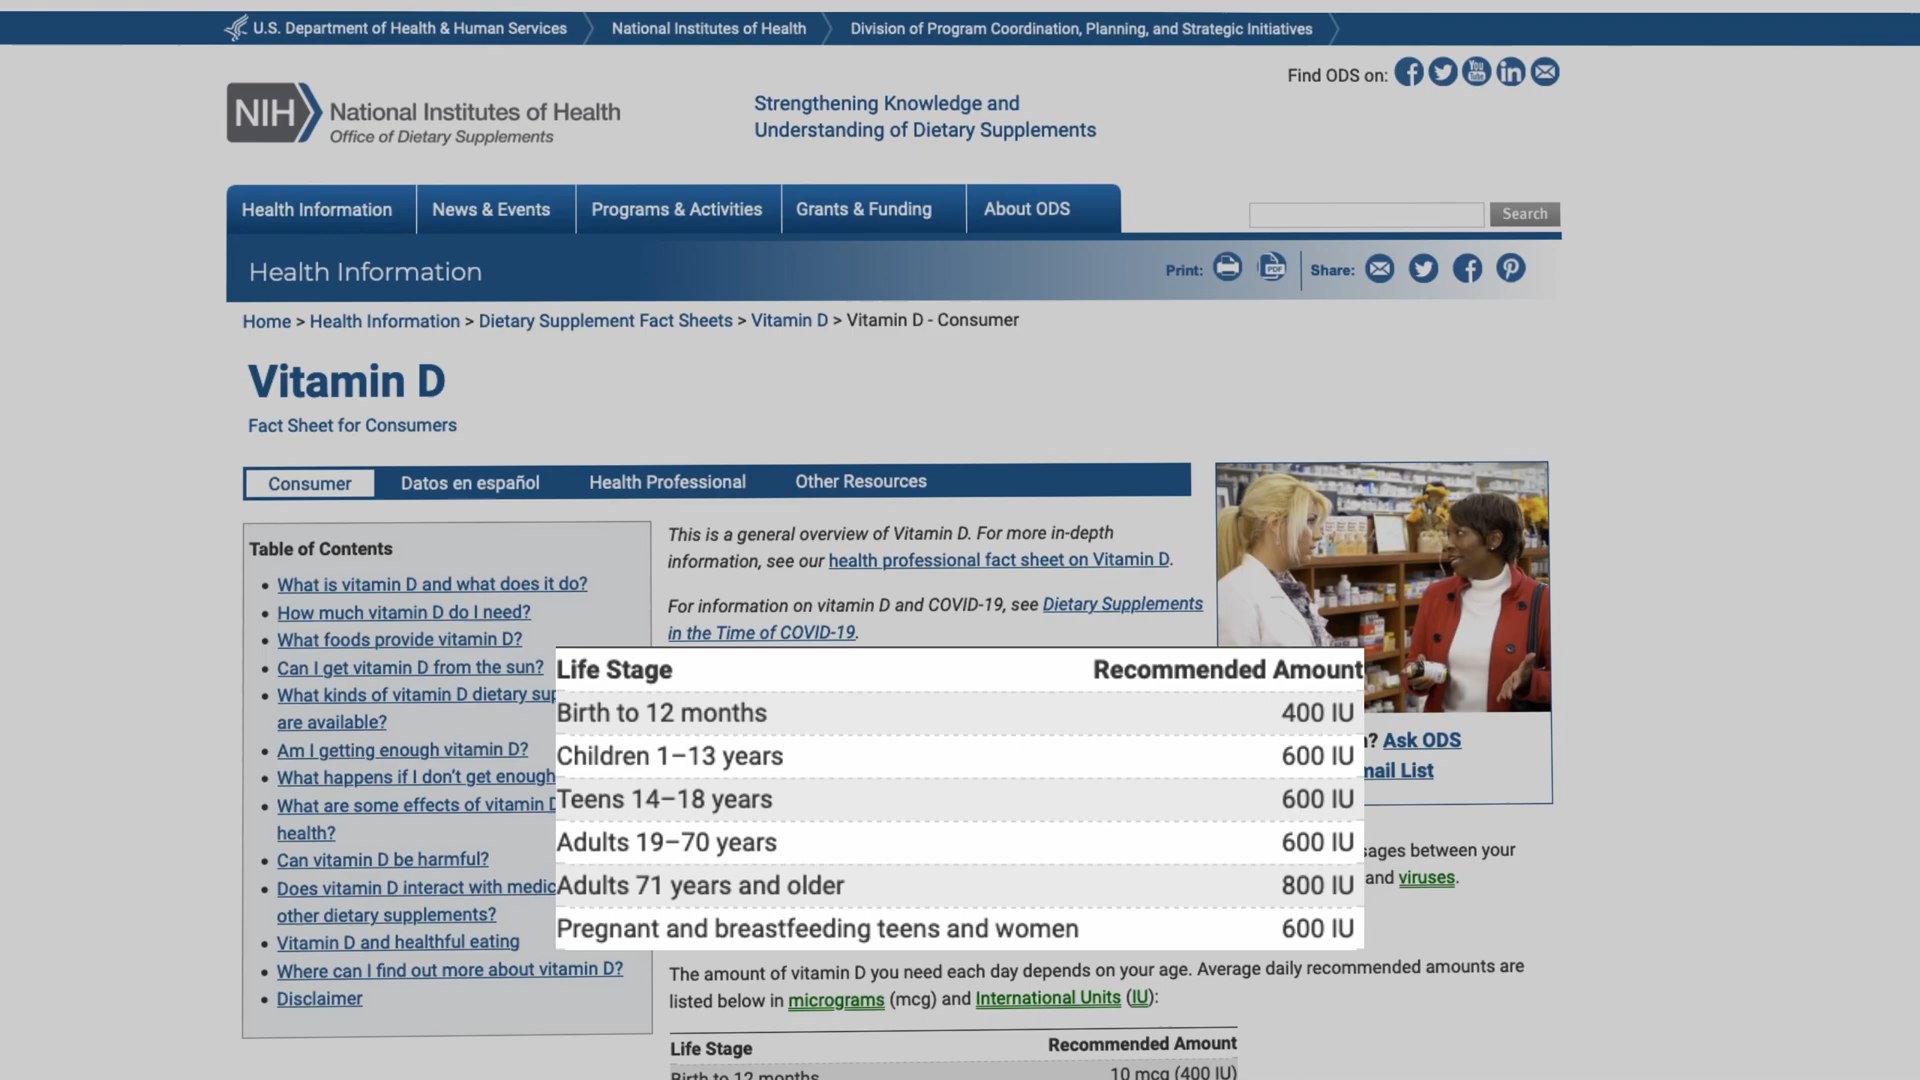 U.S. Department of Health & Human Services
National Institutes of Health
Division of Program Coordination, Planning, and Strategic Initiatives
Find ODS on:
You
Tube
in
NIH
National Institutes of Health
Office of Dietary Supplements
Strengthening Knowledge and
Understanding of Dietary Supplements
Health Information
News & Events
Programs & Activities
Grants & Funding
About ODS
Search
Health Information
Print:
PDF
Share:
Home > Health Information > Dietary Supplement Fact Sheets > Vitamin D > Vitamin D - Consumer
Vitamin D
Fact Sheet for Consumers
Consumer
Datos en español
Health Professional
Other Resources
Table of Contents
What is vitamin D and what does it do?
How much vitamin D do I need?
What foods provide vitamin D?
Can I get vitamin D from the sun?
What kinds of vitamin D dietary
are available?
Am I getting enough vitamin D?
What happens if I don't get enough
What are some effects of vitamin
health?
Can vitamin D be harmful?
Does vitamin D interact with
other dietary supplements?
Vitamin D and healthful eating
Where can I find out more about vitamin D?
Disclaimer
This is a general overview of Vitamin D. For more in-depth
information, see our health professional fact sheet on Vitamin D.
For information on vitamin D and COVID-19, see Dietary Supplements
in the Time of COVID-19.
Life Stage Recommended Amount
Birth to 12 months 400 IU
Children 1–13 years 600 IU
Teens 14–18 years 600 IU
Adults 19–70 years 600 IU
Adults 71 years and older 800 IU
Pregnant and breastfeeding teens and women 600 IU
? Ask ODS
List
between your
and viruses.
The amount of vitamin D you need each day depends on your age. Average daily recommended amounts are
listed below in micrograms (mcg) and International Units (IU):
Life Stage Recommended Amount
Birth to 12 months 10 mcg (400 IU)